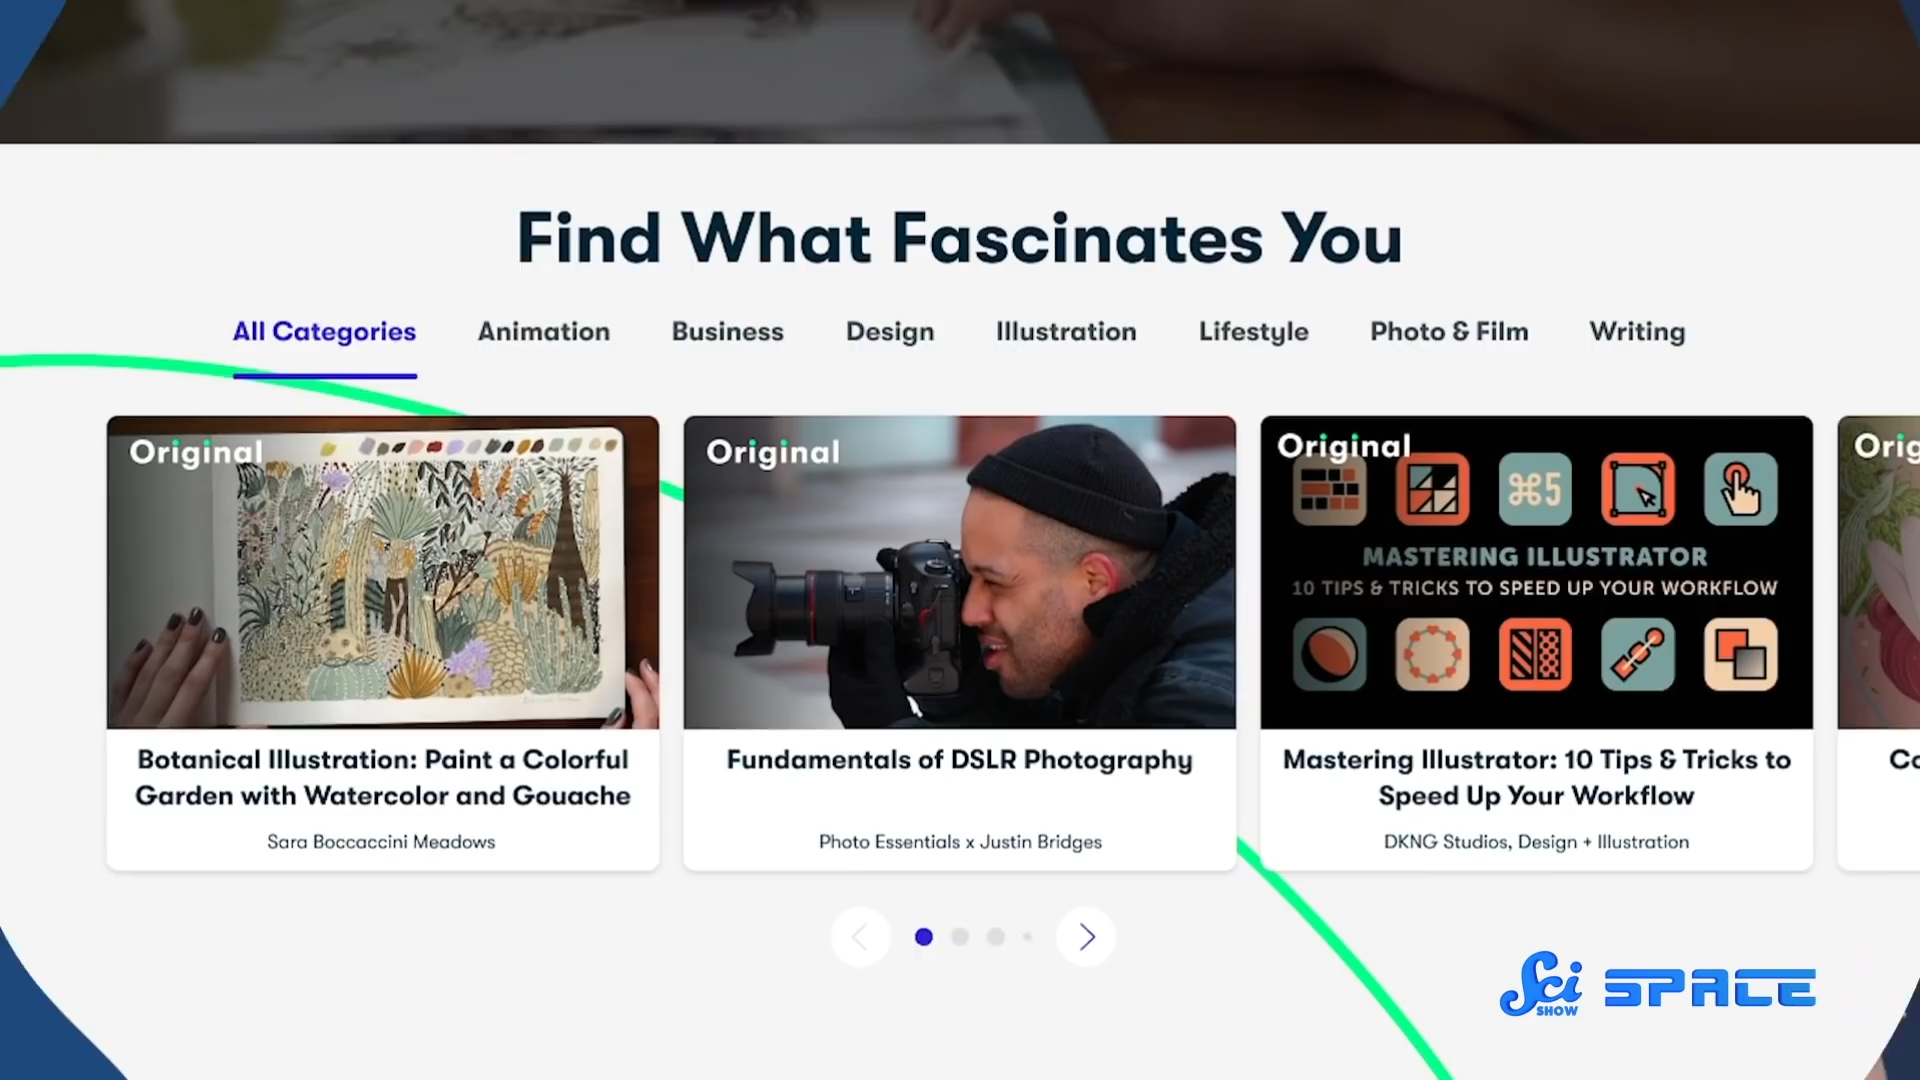 Find What Fascinates You
All Categories
Animation
Business
Design
Illustration
Lifestyle
Photo & Film
Writing
Original
Original
Original
⌘5
MASTERING ILLUSTRATOR
10 TIPS & TRICKS TO SPEED UP YOUR WORKFLOW
Orig
Botanical Illustration: Paint a Colorful
Garden with Watercolor and Gouache
Sara Boccaccini Meadows
Fundamentals of DSLR Photography
Photo Essentials x Justin Bridges
Mastering Illustrator: 10 Tips & Tricks to
Speed Up Your Workflow
DKNG Studios, Design + Illustration
Co
Sci SHOW SPACE